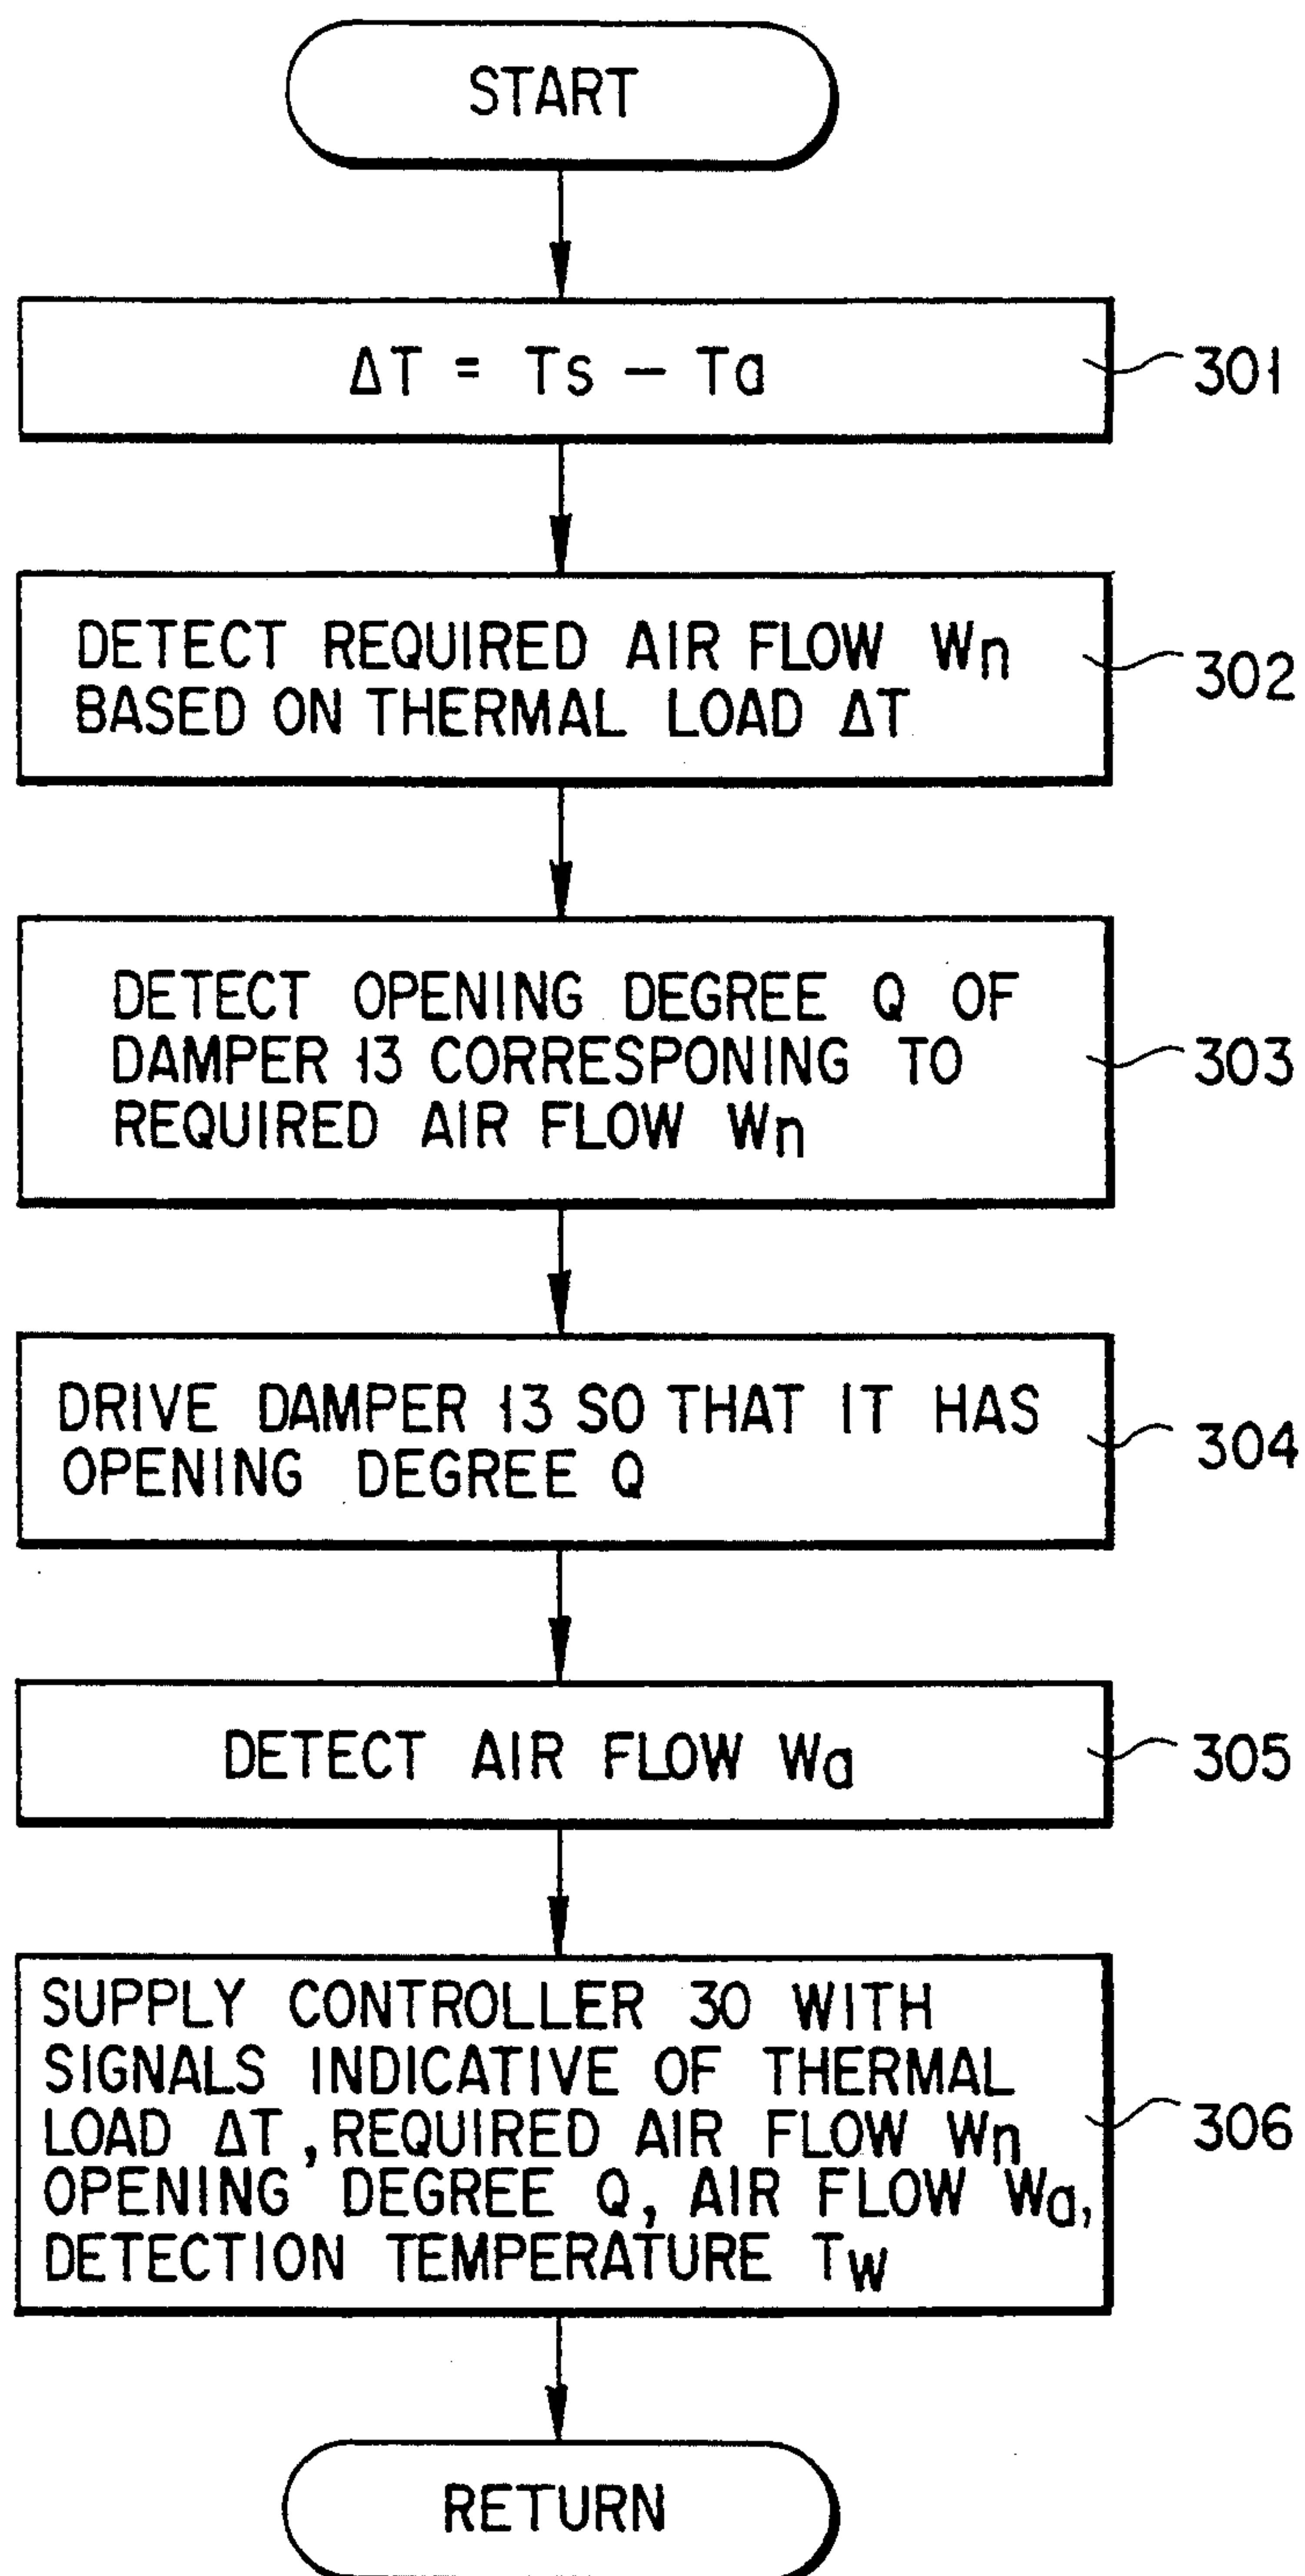 START
ΔT = Ts − Ta
301
DETECT REQUIRED AIR FLOW Wn
BASED ON THERMAL LOAD ΔT
302
DETECT OPENING DEGREE Q OF
DAMPER 13 CORRESPONING TO
REQUIRED AIR FLOW Wn
303
DRIVE DAMPER 13 SO THAT IT HAS
OPENING DEGREE Q
304
DETECT AIR FLOW Wa
305
SUPPLY CONTROLLER 30 WITH
SIGNALS INDICATIVE OF THERMAL
LOAD ΔT, REQUIRED AIR FLOW Wn
OPENING DEGREE Q, AIR FLOW Wa,
DETECTION TEMPERATURE Tw
306
RETURN